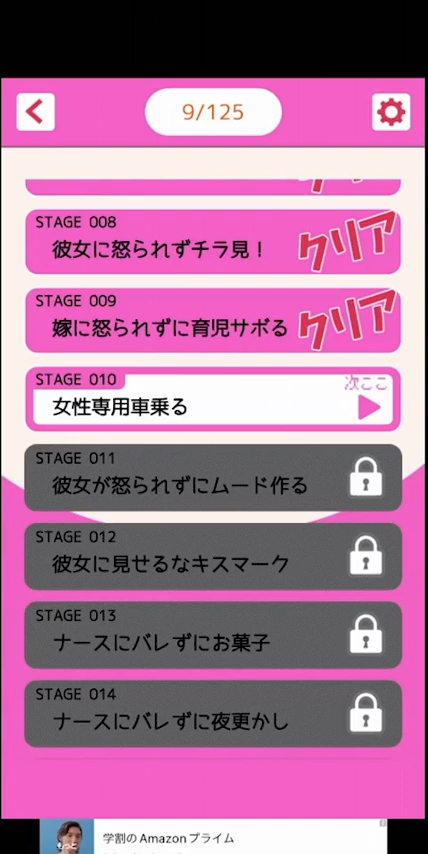 9/125
STAGE 008
彼女に怒られずチラ見！
クリア
STAGE 009
嫁に怒られずに育児サボる
クリア
STAGE 010
次ここ
女性専用車乗る
STAGE 011
彼女が怒られずにムード作る
STAGE 012
彼女に見せるなキスマーク
STAGE 013
ナースにバレずにお菓子
STAGE 014
ナースにバレずに夜更かし
もっと
学割のAmazonプライム